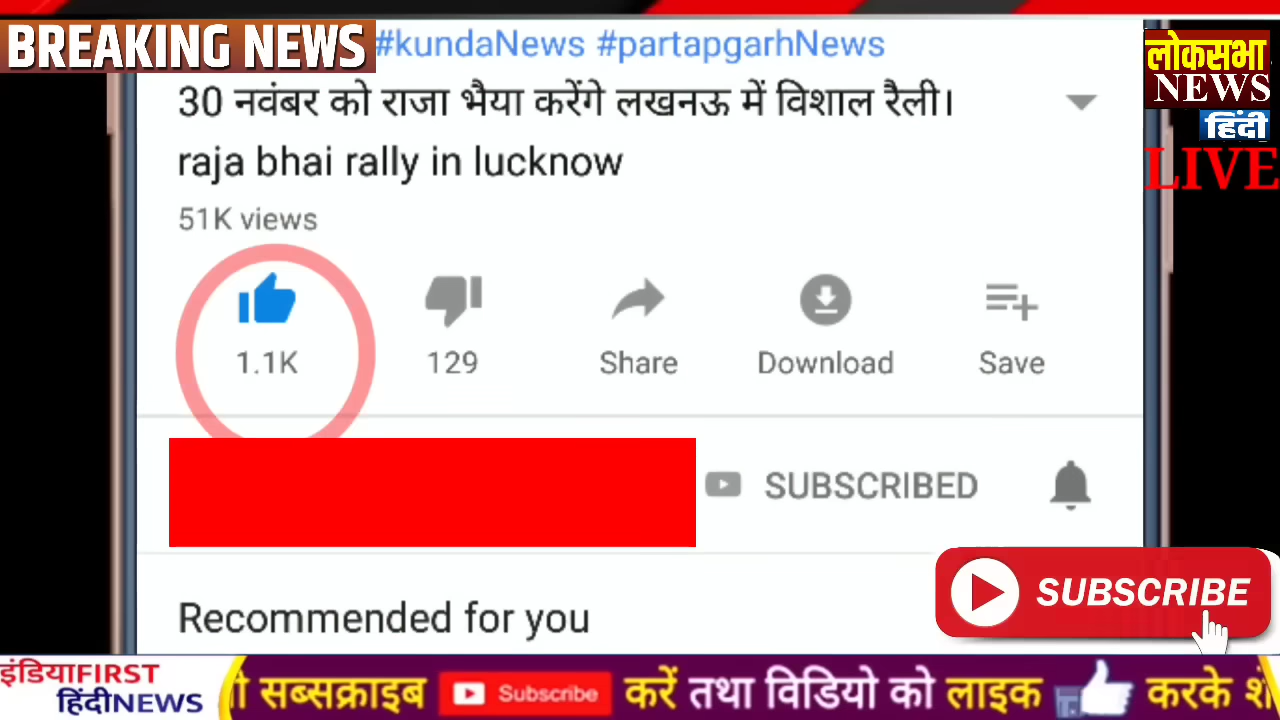 BREAKING NEWS
#kundaNews #partapgarhNews
लोकसभा
NEWS
हिंदी
LIVE
30 नवंबर को राजा भैया करेंगे लखनऊ में विशाल रैली।
raja bhai rally in lucknow
51K views
1.1K
129
Share
Download
Save
SUBSCRIBED
Recommended for you
SUBSCRIBE
इंडियाFIRST
हिंदीNEWS
सब्सक्राइब Subscribe करें तथा विडियो को लाइक करके